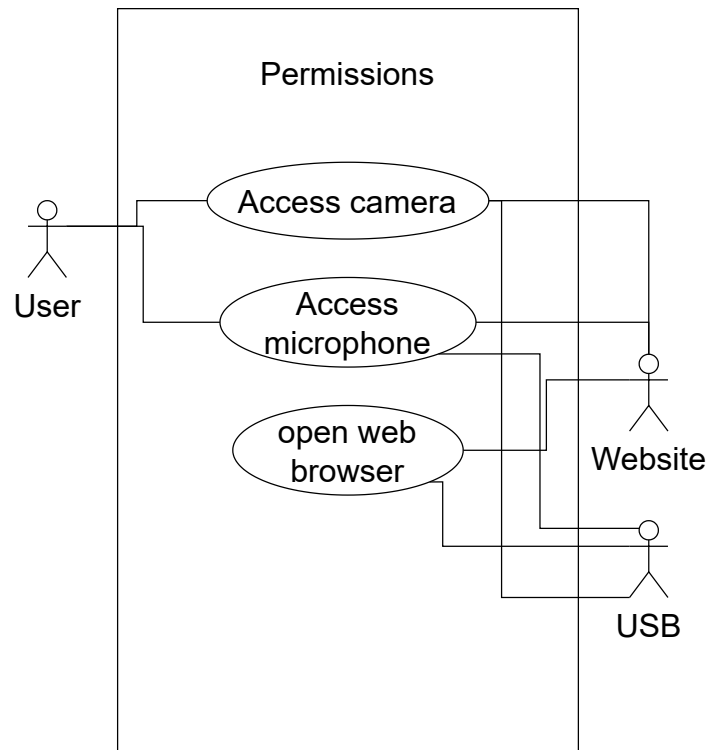 Permissions
Access camera
User
Access
microphone
open web
browser
Website
USB